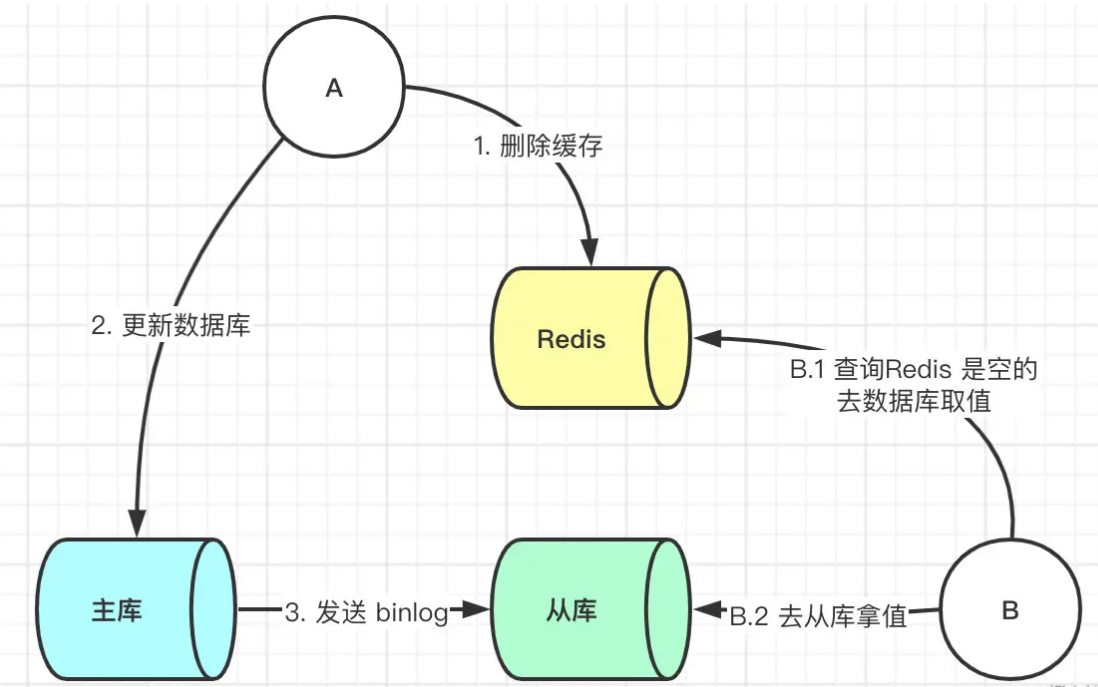 A
1. 删除缓存
2. 更新数据库
Redis
B.1 查询Redis 是空的
去数据库取值
主库
3. 发送 binlog
从库
B.2 去从库拿值
B